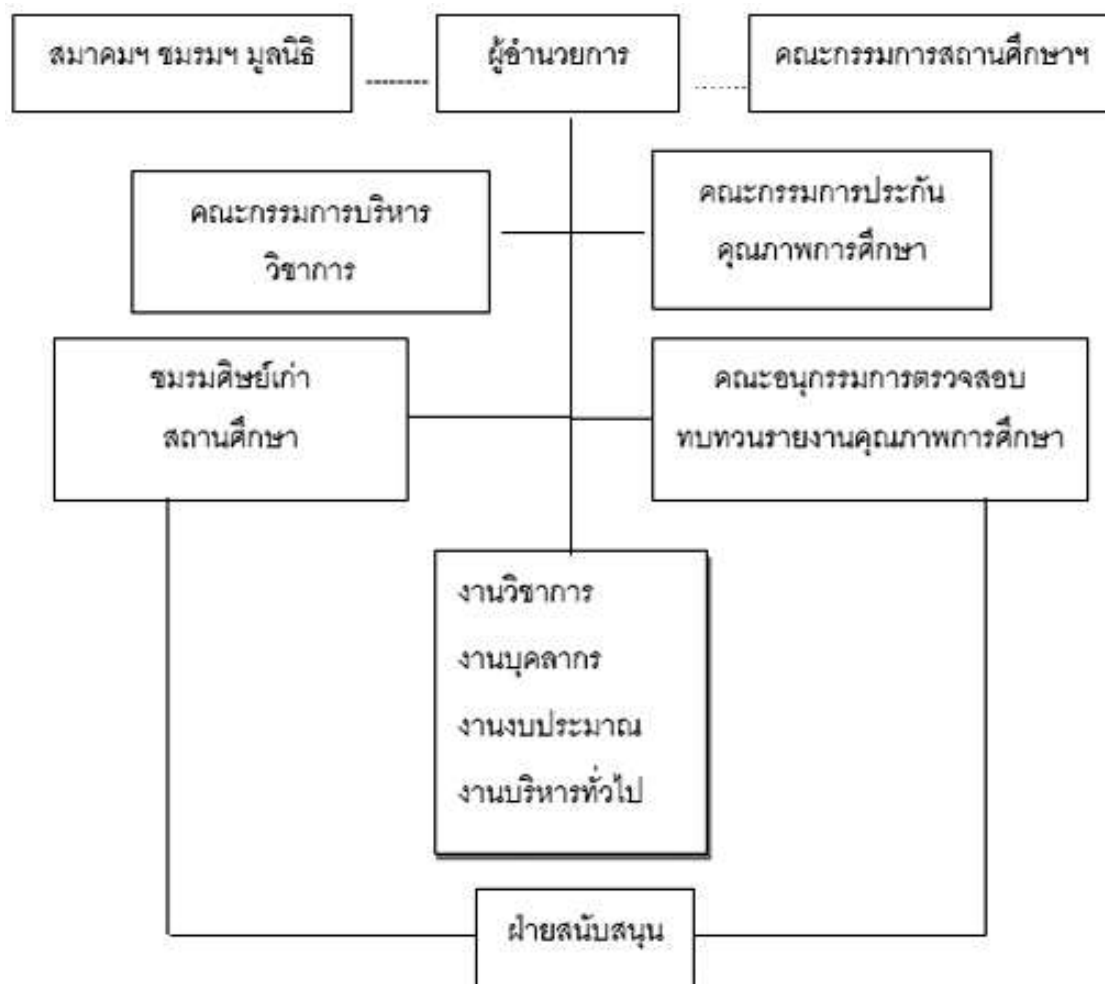 สมาคมฯ ชมรมฯ มูลนิธิ
ผู้อำนวยการ
คณะกรรมการสถานศึกษาฯ
คณะกรรมการบริหาร
วิชาการ
คณะกรรมการประกัน
คุณภาพการศึกษา
ชมรมศิษย์เก่า
สถานศึกษา
คณะอนุกรรมการตรวจสอบ
ทบทวนรายงานคุณภาพการศึกษา
งานวิชาการ
งานบุคลากร
งานงบประมาณ
งานบริหารทั่วไป
ฝ่ายสนับสนุน